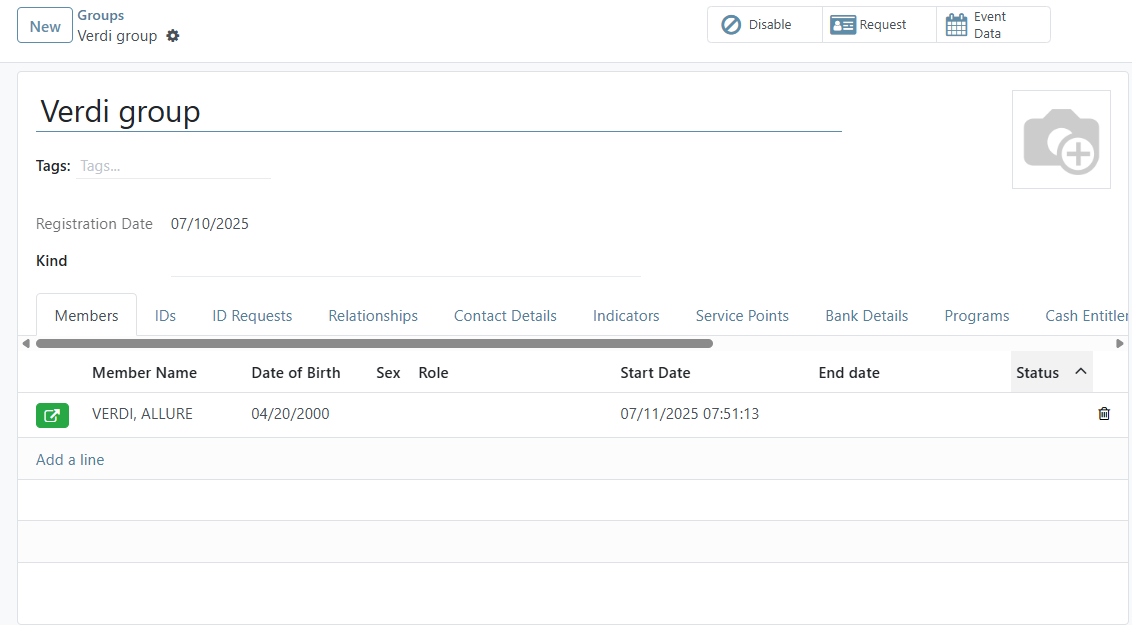 New
Groups
Verdi group
Disable
Request
Event
Data
Verdi group
Tags: Tags...
Registration Date 07/10/2025
Kind
Members IDs ID Requests Relationships Contact Details Indicators Service Points Bank Details Programs Cash Entitler
Member Name Date of Birth Sex Role Start Date End date Status
VERDI, ALLURE 04/20/2000 07/11/2025 07:51:13
Add a line